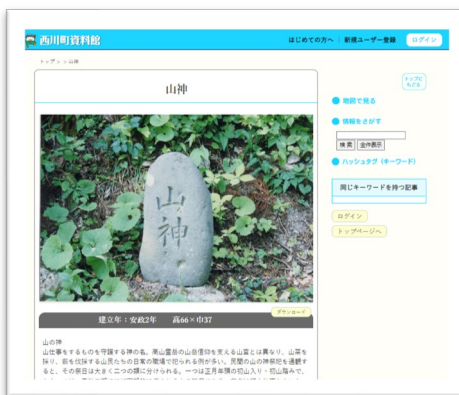 西川町資料館
はじめての方へ
新規ユーザー登録
ログイン
トップ> > 山神
山神
トップに
もどる
地図で見る
情報をさがす
検 索
全件表示
ハッシュタグ（キーワード）
同じキーワードを持つ記事
ログイン
トップページへ
山神
ダウンロード
建立年：安政2年 高66×巾37
山の神
山仕事をするものを守護する神の名。高山霊岳の山岳信仰を支える山霊とは異なり、山菜を
採り、薪を伐採する山民たちの日常の職場で祀られる例が多い。民間の山の神祭祀を通観す
ると、その祭日は大きく二つの類に分けられる。一つは正月年頭の初山入り・初山踏みで、